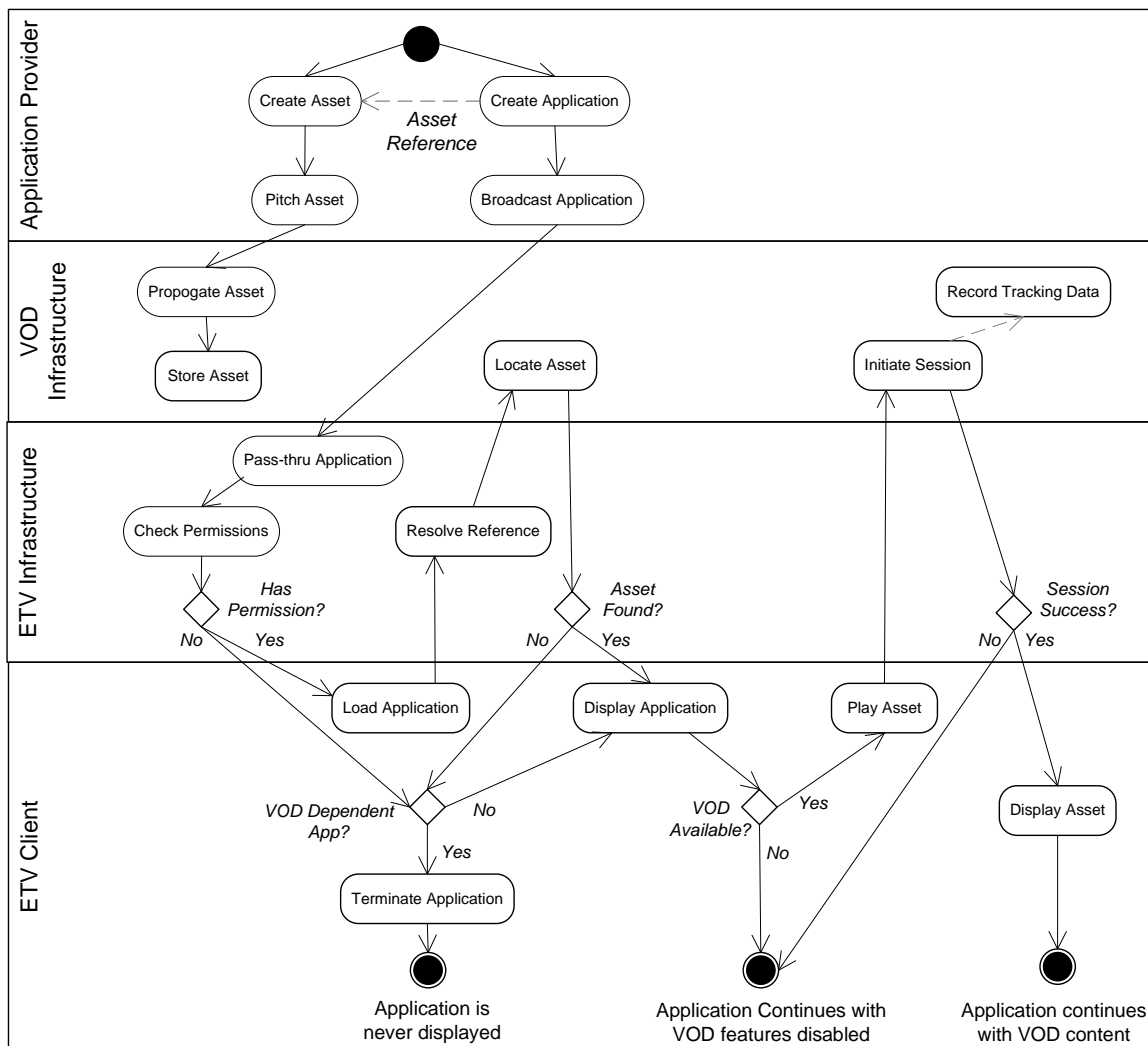 Application Provider
Create Asset
Create Application
Asset
Reference
Pitch Asset
Broadcast Application
VOD
Infrastructure
Propogate Asset
Record Tracking Data
Store Asset
Locate Asset
Initiate Session
ETV Infrastructure
Pass-thru Application
Check Permissions
Resolve Reference
Has
Permission?
Asset
Found?
Session
Success?
No
Yes
No
Yes
No
Yes
ETV Client
Load Application
Display Application
Play Asset
VOD Dependent
App?
No
VOD
Available?
Yes
Display Asset
Yes
No
Terminate Application
Application is
never displayed
Application Continues with
VOD features disabled
Application continues
with VOD content